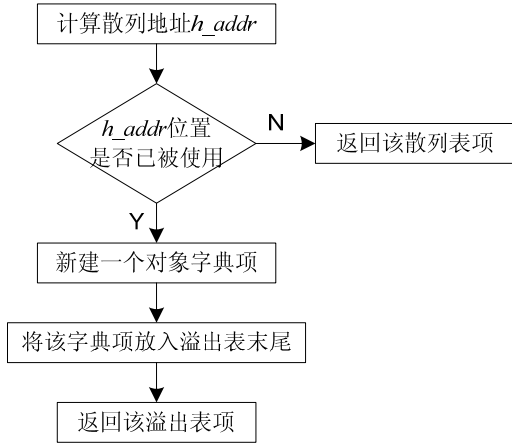 计算散列地址h_addr
h_addr位置
是否已被使用
N
返回该散列表项
Y
新建一个对象字典项
将该字典项放入溢出表末尾
返回该溢出表项